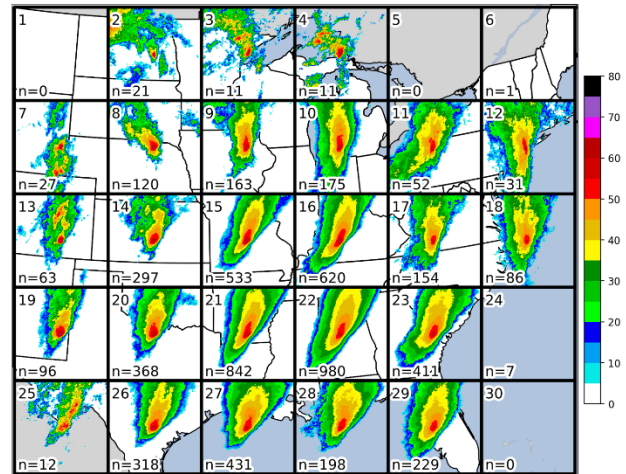 1 2 3 4 5 6
n=0 n=21 n=11 n=11 n=0 n=1
7 8 9 10 11 12
n=27 n=120 n=163 n=175 n=52 n=31
13 14 15 16 17 18
n=63 n=297 n=533 n=620 n=154 n=86
19 20 21 22 23 24
n=96 n=368 n=842 n=980 n=411 n=7
25 26 27 28 29 30
n=12 n=318 n=431 n=198 n=229 n=0
80
70
60
50
40
30
20
10
0